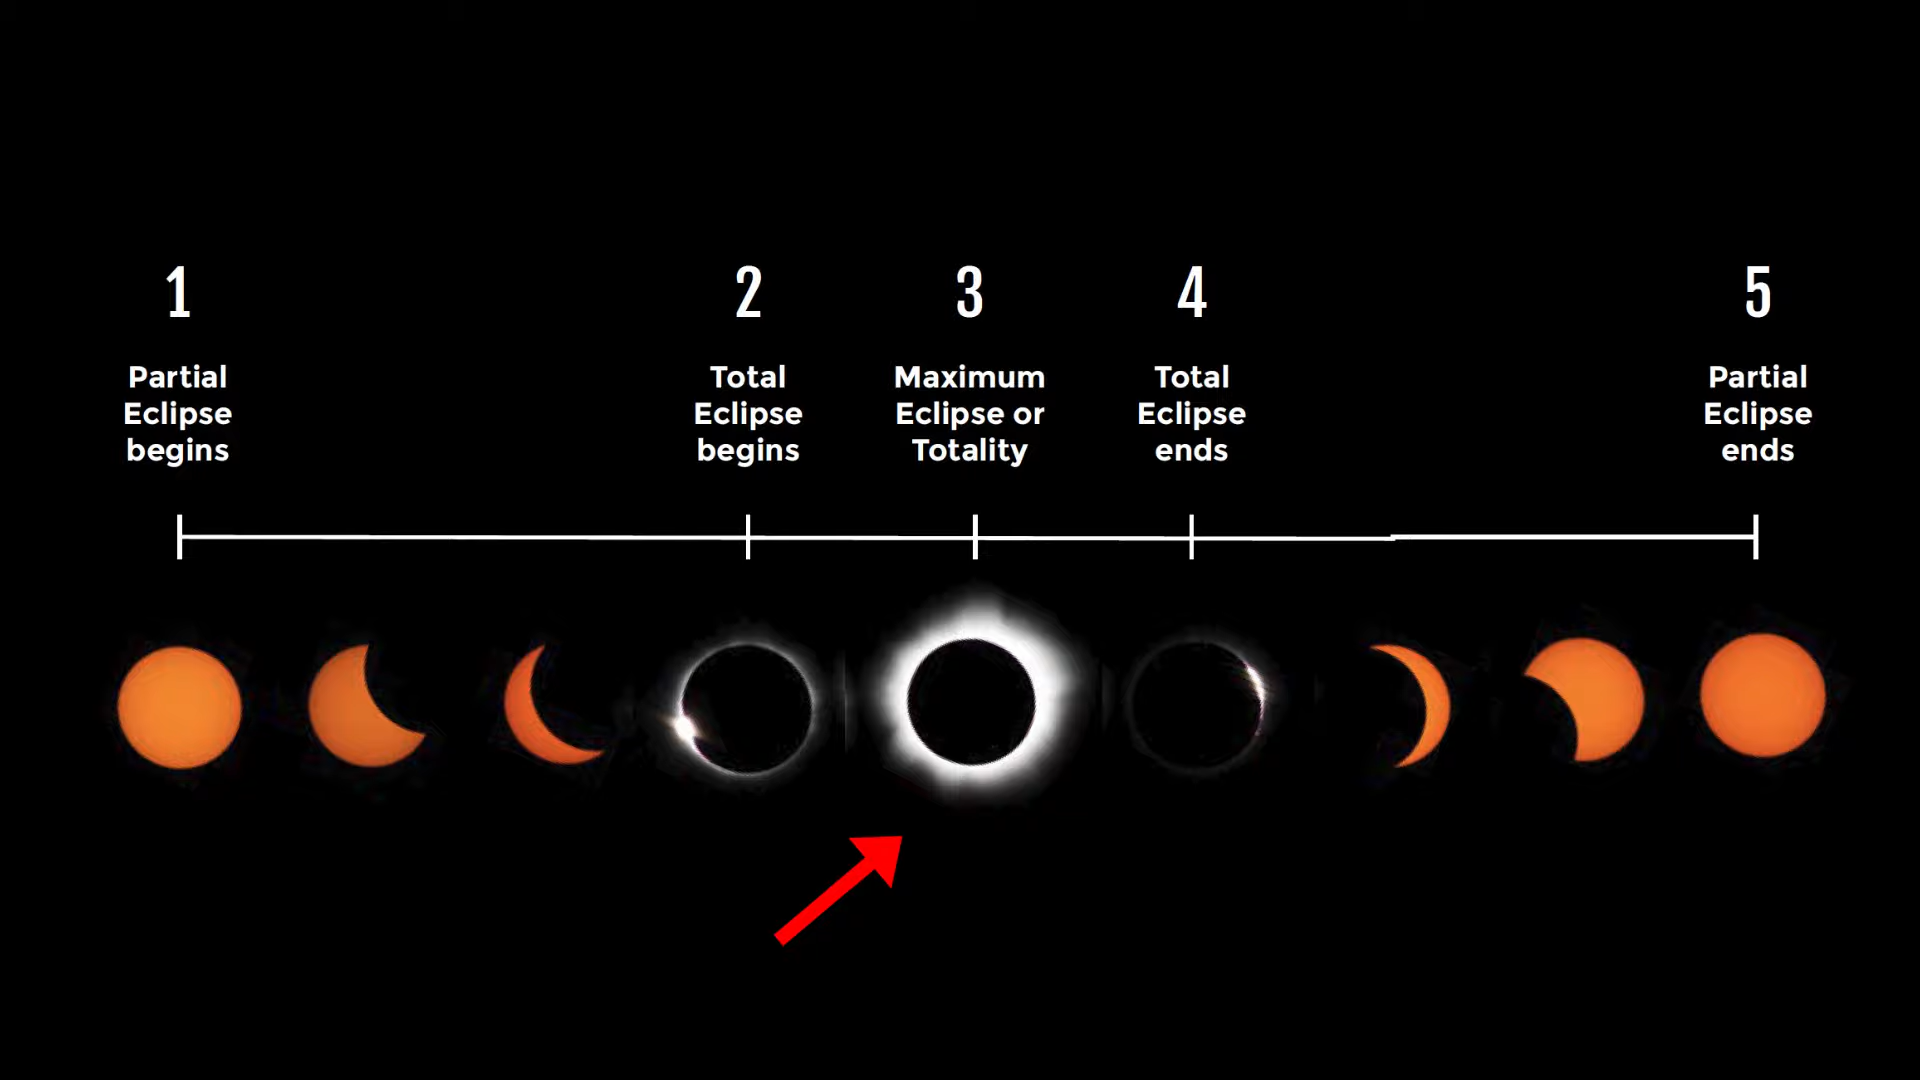 1
Partial
Eclipse
begins
2
Total
Eclipse
begins
3
Maximum
Eclipse or
Totality
4
Total
Eclipse
ends
5
Partial
Eclipse
ends